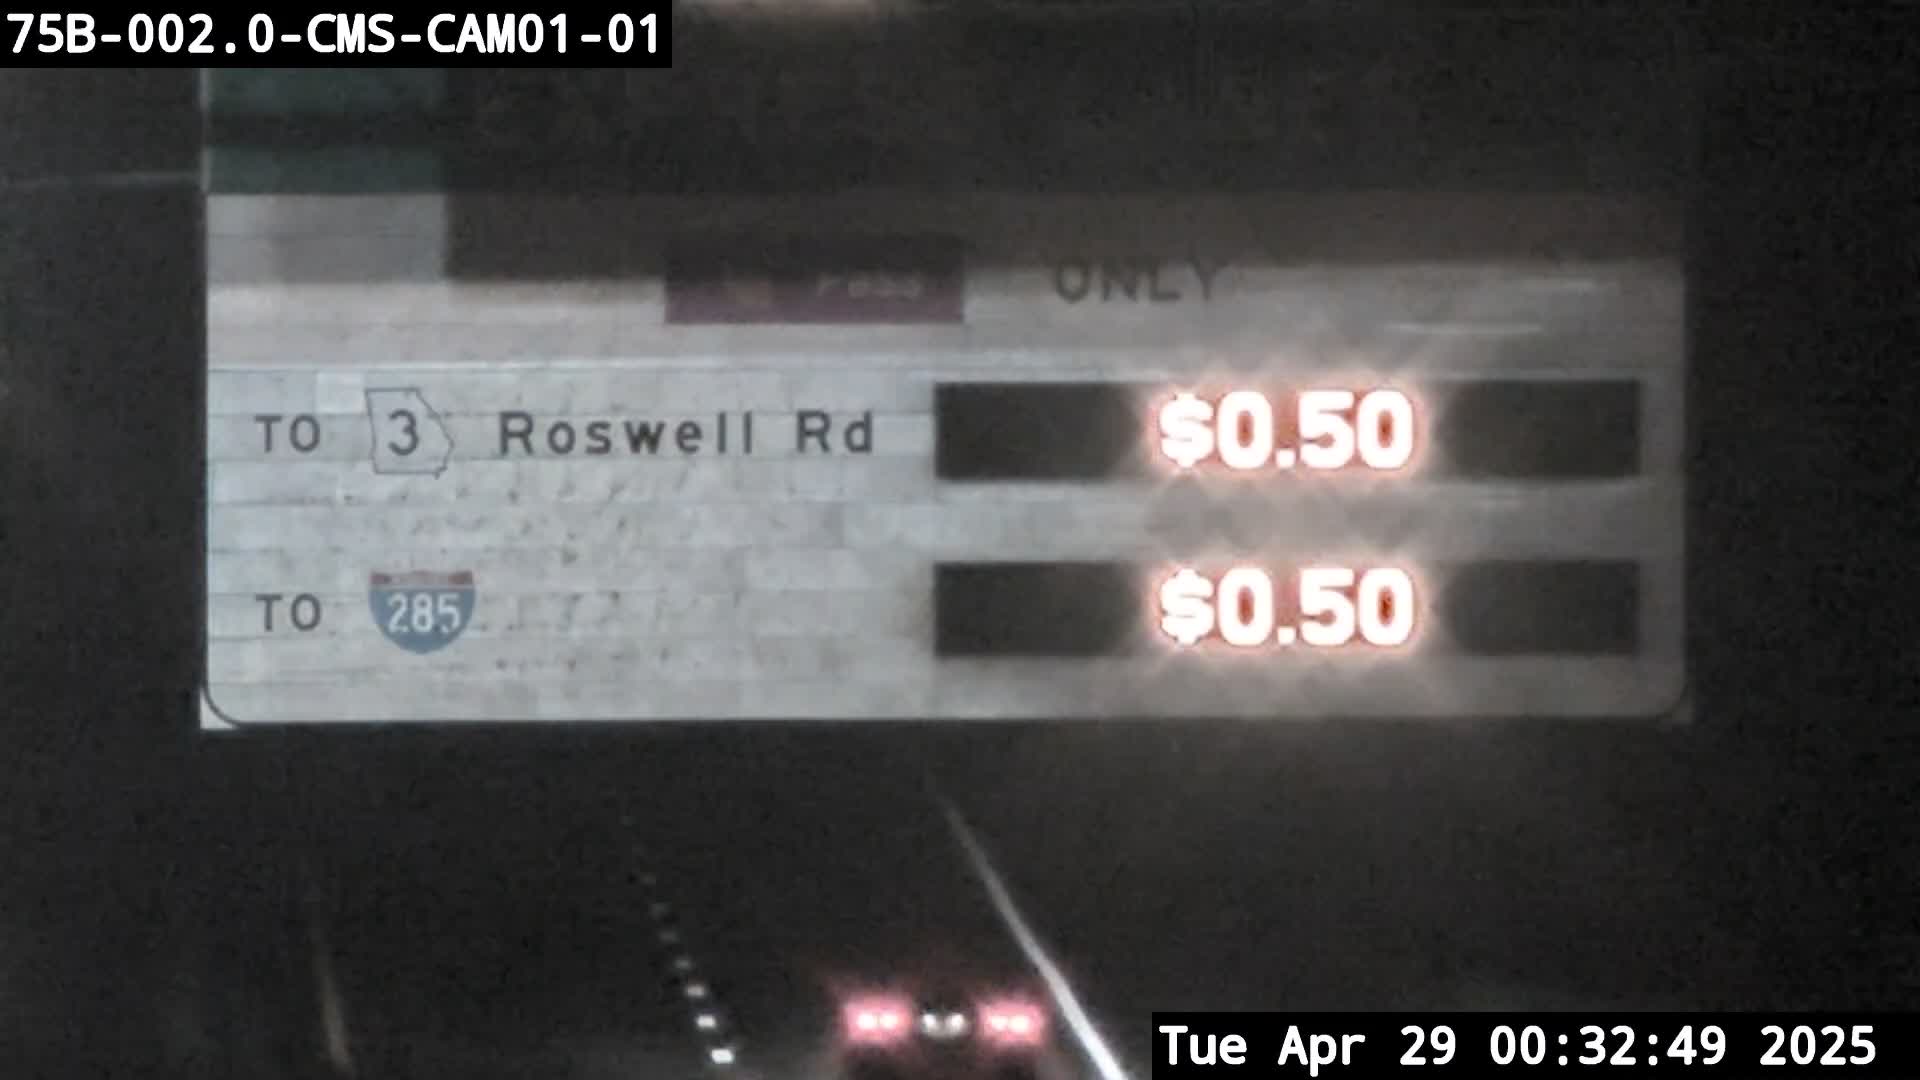 75B-002.0-CMS-CAM01-01
Pass ONLY
TO 3 Roswell Rd $0.50
TO 285 $0.50
Tue Apr 29 00:32:49 2025